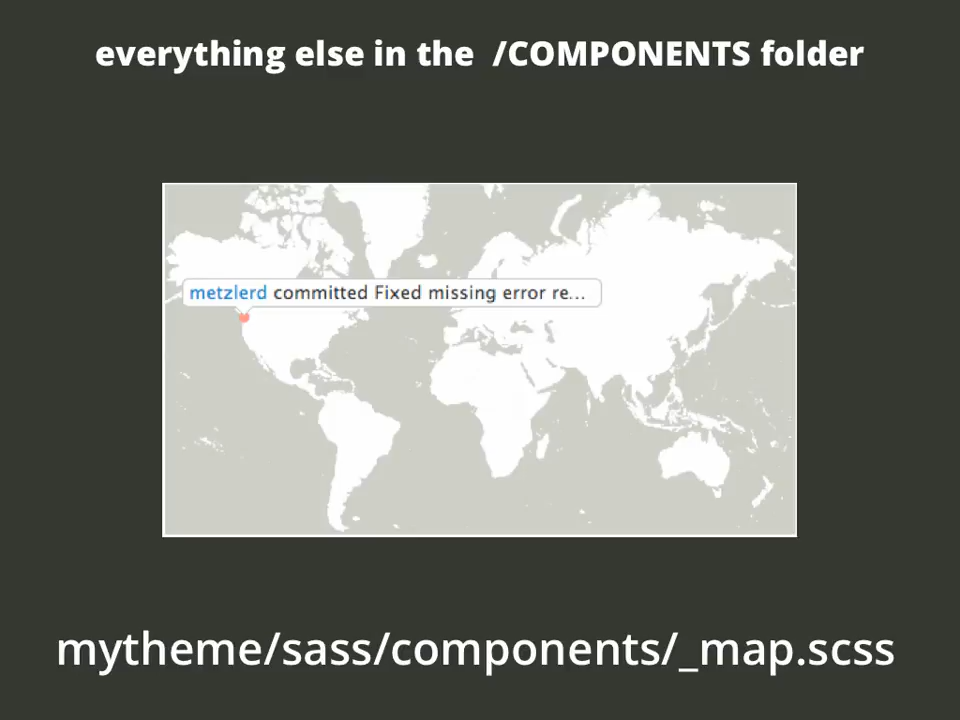 everything else in the /COMPONENTS folder
metzlerd committed Fixed missing error re...
mytheme/sass/components/_map.scss